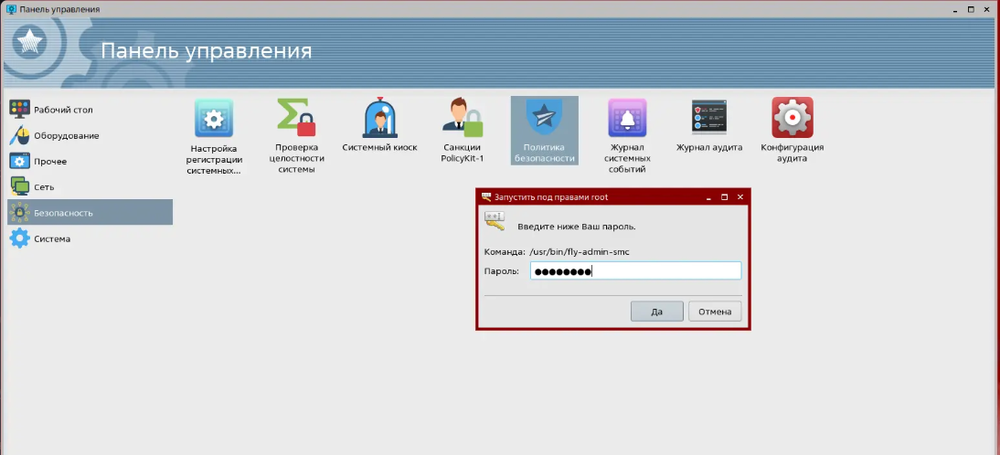 Панель управления
Панель управления
Рабочий стол
Оборудование
Прочее
Сеть
Безопасность
Система
Настройка
регистрации
системных...
Проверка
целостности
системы
Системный киоск
Санкции
PolicyKit-1
Политика
безопасности
Журнал
системных
событий
Журнал аудита
Конфигурация
аудита
Запустить под правами root
Введите ниже Ваш пароль.
Команда: /usr/bin/fly-admin-smc
Пароль: ●●●●●●●●
Да Отмена